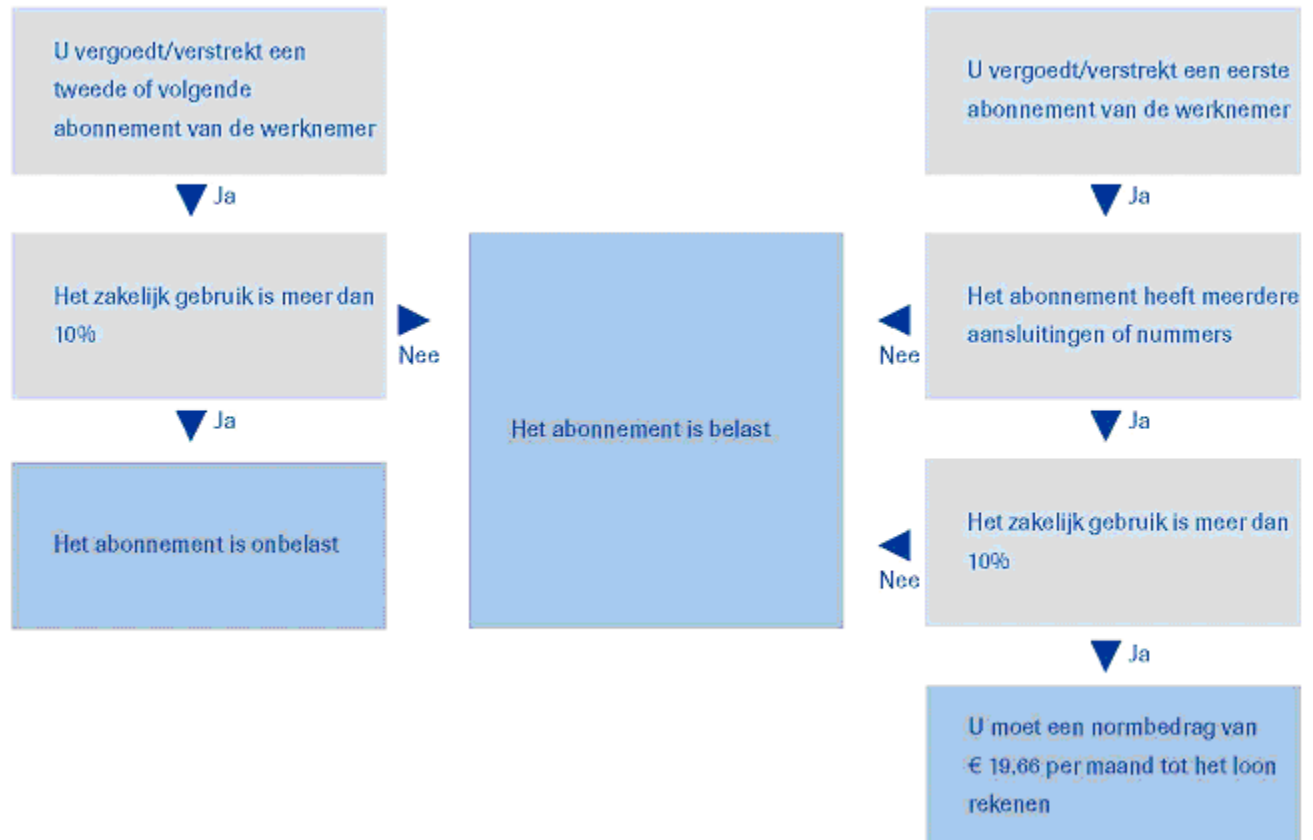 U vergoedt/verstrekt een
tweede of volgende
abonnement van de werknemer
Ja
Het zakelijk gebruik is meer dan
10%
Nee
Ja
Het abonnement is onbelast
Het abonnement is belast
U vergoedt/verstrekt een eerste
abonnement van de werknemer
Ja
Het abonnement heeft meerdere
aansluitingen of nummers
Nee
Ja
Het zakelijk gebruik is meer dan
10%
Nee
Ja
U moet een normbedrag van
€ 19,66 per maand tot het loon
rekenen